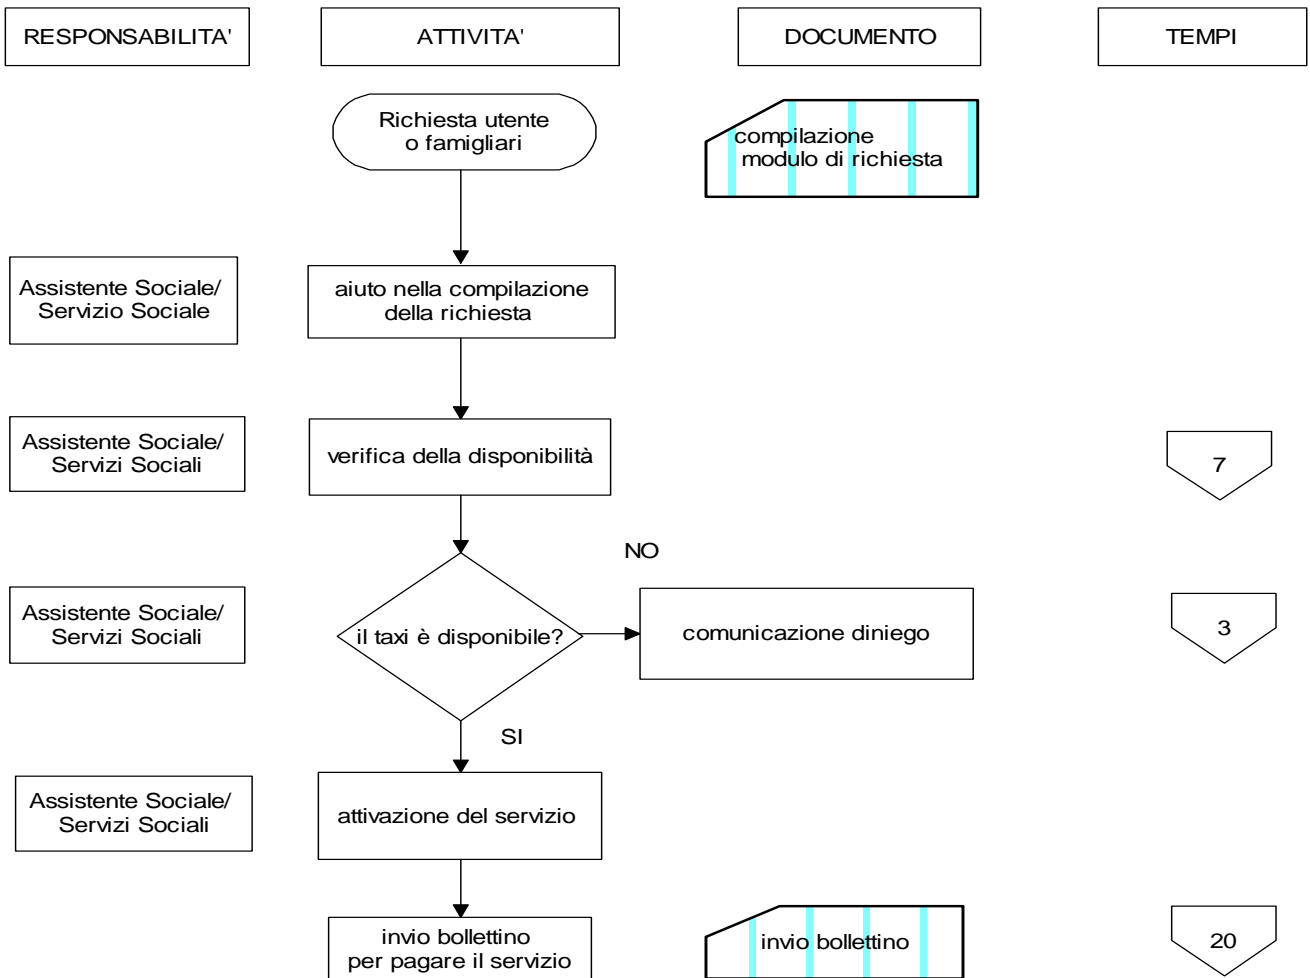 RESPONSABILITA'
ATTIVITA'
DOCUMENTO
TEMPI
Richiesta utente
o famigliari
compilazione
modulo di richiesta
Assistente Sociale/
Servizio Sociale
aiuto nella compilazione
della richiesta
Assistente Sociale/
Servizi Sociali
verifica della disponibilità
7
NO
Assistente Sociale/
Servizi Sociali
il taxi è disponibile?
comunicazione diniego
3
SI
Assistente Sociale/
Servizi Sociali
attivazione del servizio
invio bollettino
per pagare il servizio
invio bollettino
20